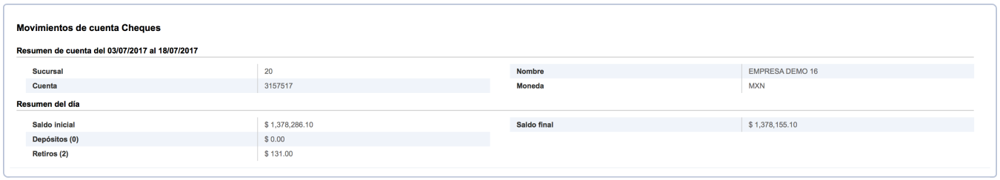 Movimientos de cuenta Cheques
Resumen de cuenta del 03/07/2017 al 18/07/2017
Sucursal 20 Nombre EMPRESA DEMO 16
Cuenta 3157517 Moneda MXN
Resumen del día
Saldo inicial $ 1,378,286.10 Saldo final $ 1,378,155.10
Depósitos (0) $ 0.00
Retiros (2) $ 131.00